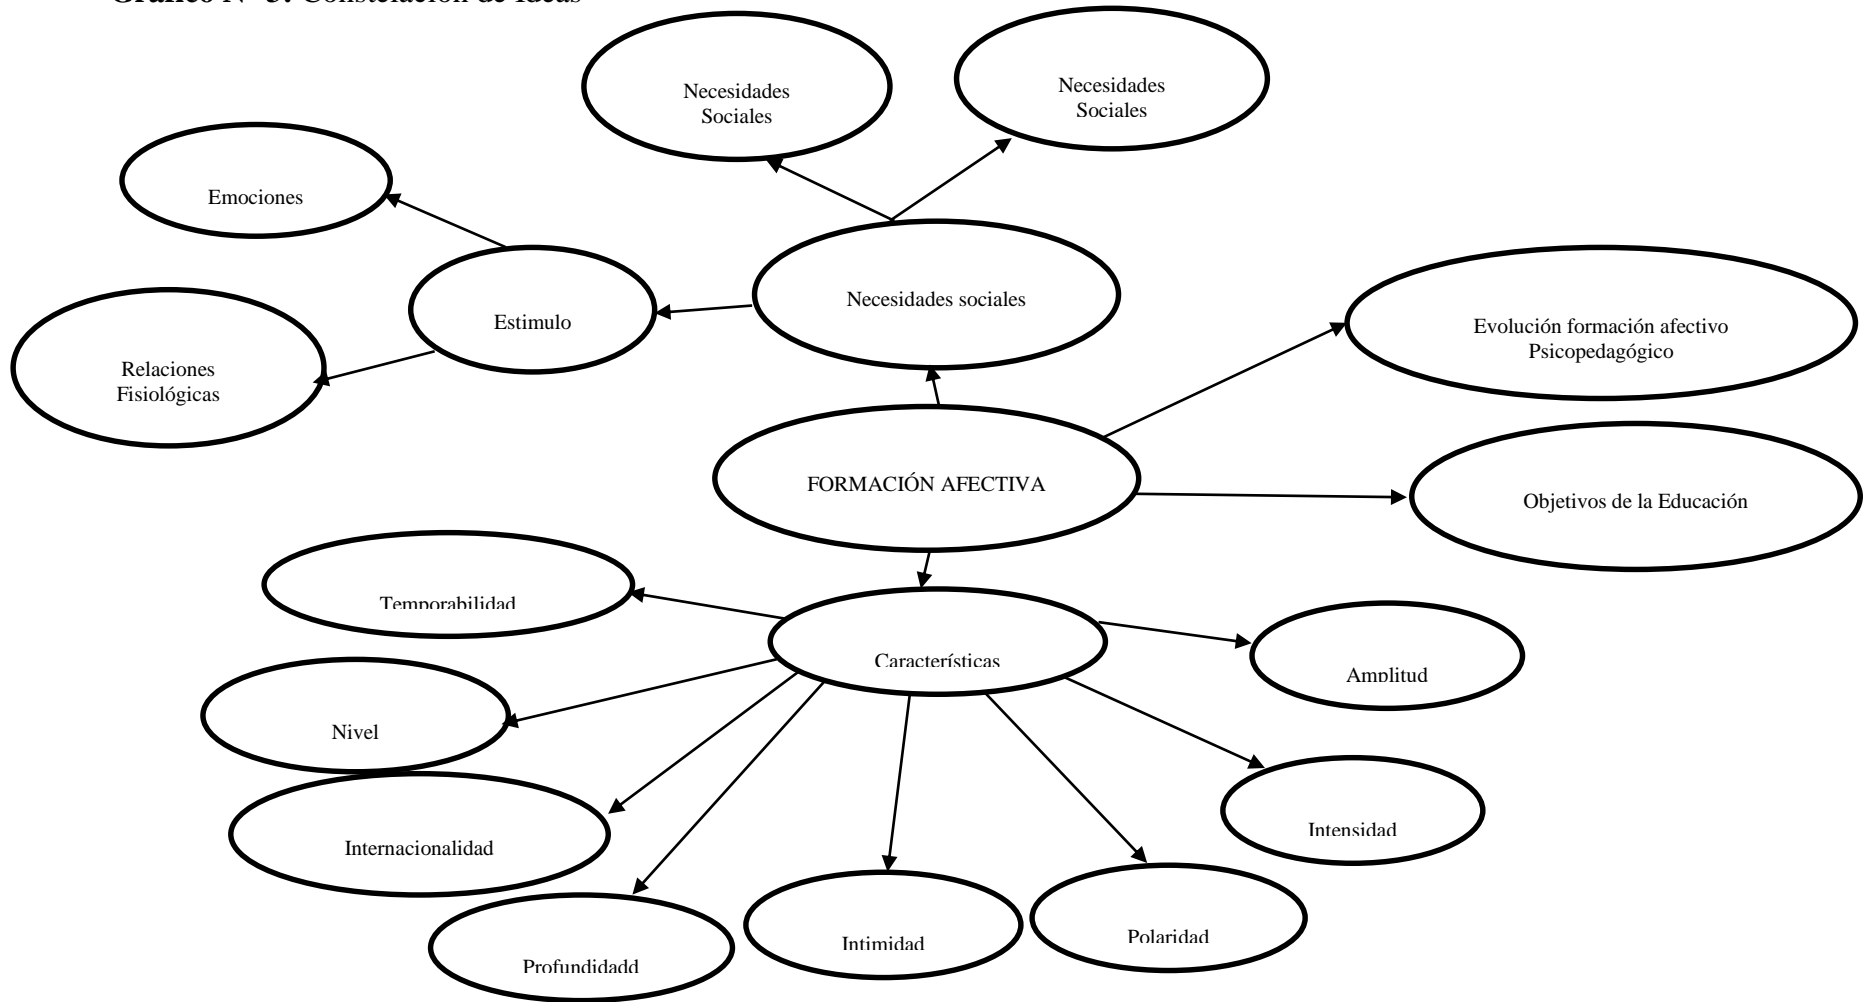 Gráfico Nº 3: Constelación de Ideas
Necesidades
Sociales
Necesidades
Sociales
Emociones
Necesidades sociales
Estimulo
Evolución formación afectivo
Psicopedagógico
Relaciones
Fisiológicas
FORMACIÓN AFECTIVA
Objetivos de la Educación
Temporabilidad
Características
Amplitud
Nivel
Intensidad
Internacionalidad
Intimidad
Polaridad
Profundidadd